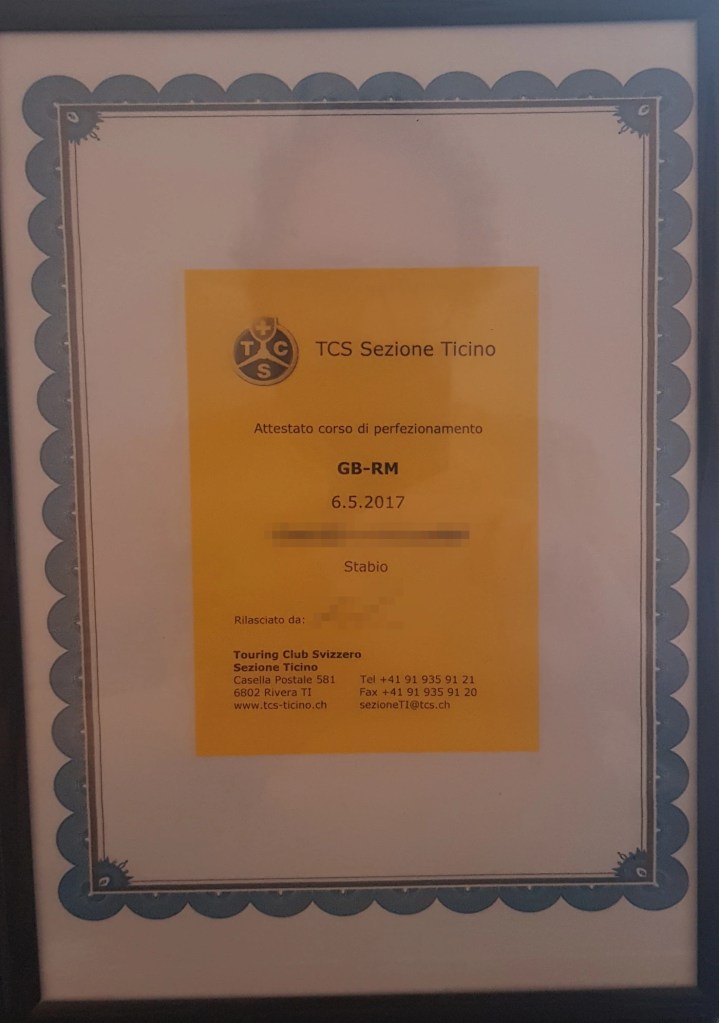 TCS
TCS Sezione Ticino
Attestato corso di perfezionamento
GB-RM
6.5.2017
Stabio
Rilasciato da:
Touring Club Svizzero
Sezione Ticino
Casella Postale 581 Tel +41 91 935 91 21
6802 Rivera TI Fax +41 91 935 91 20
www.tcs-ticino.ch sezioneTI@tcs.ch